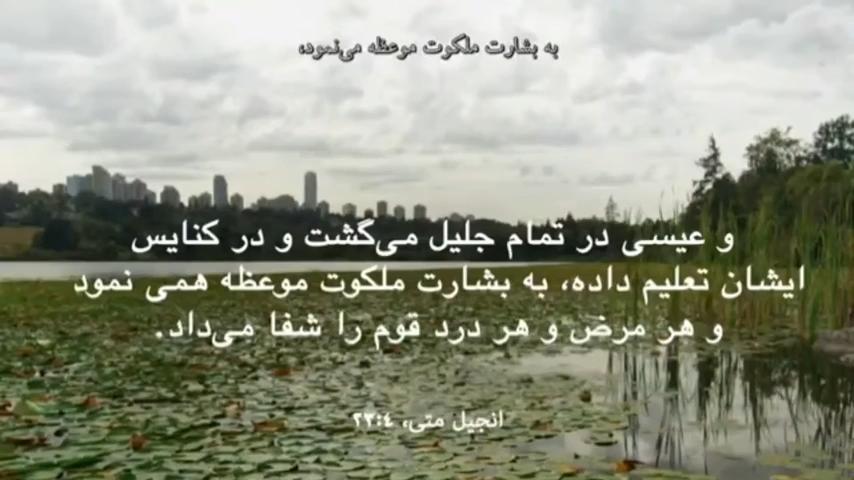 به بشارت ملکوت موعظه می‌نمود،
و عیسی در تمام جلیل می‌گشت و در کنایس
ایشان تعلیم داده، به بشارت ملکوت موعظه همی نمود
و هر مرض و هر درد قوم را شفا می‌داد.
انجیل متی، ۲۳:٤